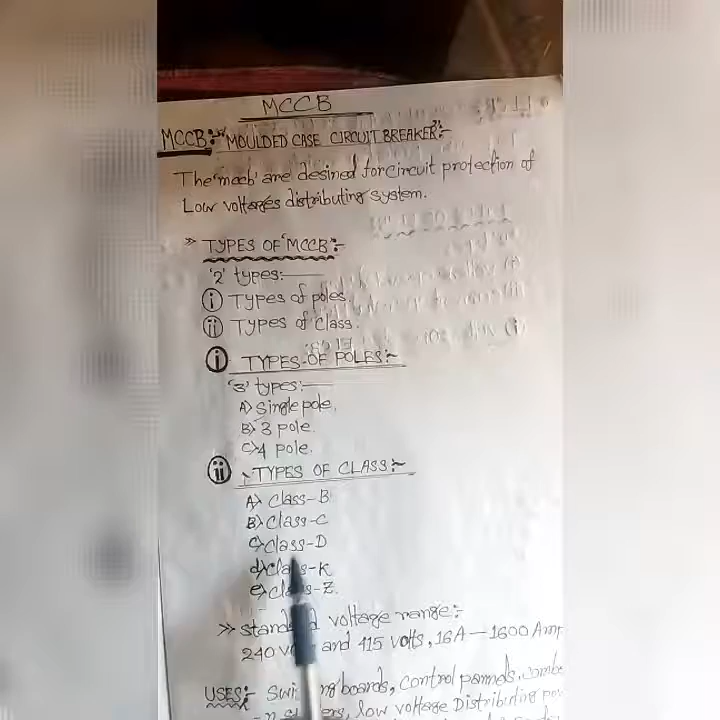 MCCB
MCCB:- "MOULDED CASE CIRCUIT BREAKER":-
The 'mccb' are desined for circuit protection of
Low voltages distributing system.
» TYPES OF 'MCCB':-
'2' types:-
i Types of poles.
ii Types of class.
i TYPES OF POLES:-
'3' types:-
A) Single pole.
B) 3 pole.
C) 4 pole.
ii TYPES OF CLASS:-
A) Class-B
B) Class-C
C) Class-D
d) Class-K
e) Class-Z.
» standard voltage range:-
240 and 415 volts, 16A - 1600 Amp
USES:- boards, control pannels,
low voltage Distributing